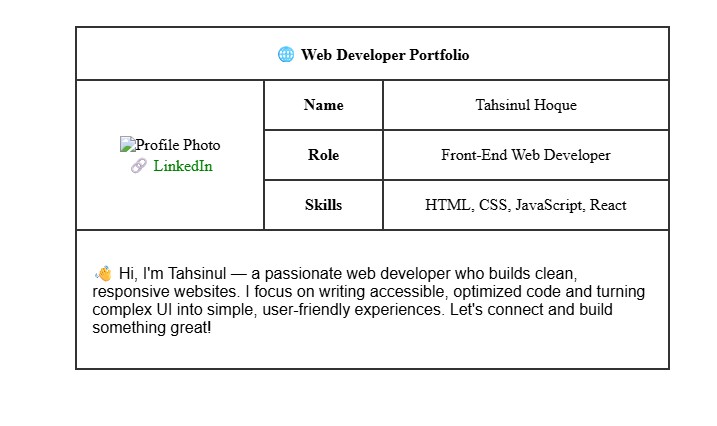 🌐 Web Developer Portfolio
Profile Photo
🔗 LinkedIn
Name
Tahsinul Hoque
Role
Front-End Web Developer
Skills
HTML, CSS, JavaScript, React
👋 Hi, I'm Tahsinul — a passionate web developer who builds clean,
responsive websites. I focus on writing accessible, optimized code and turning
complex UI into simple, user-friendly experiences. Let's connect and build
something great!